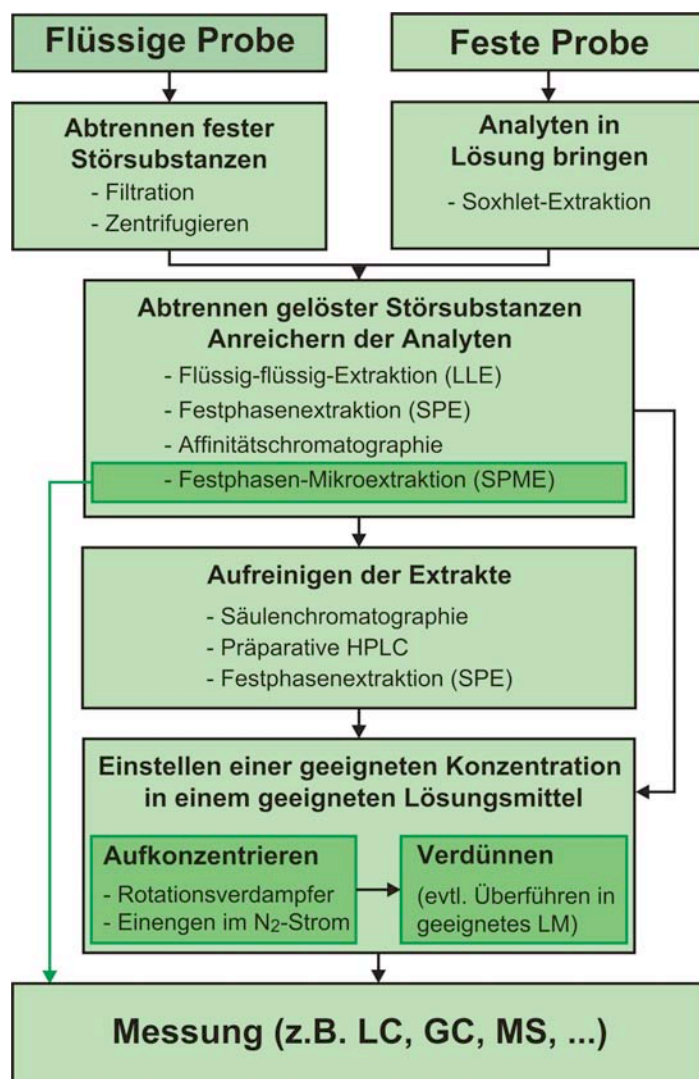 Flüssige Probe
Feste Probe
Abtrennen fester
Störsubstanzen
- Filtration
- Zentrifugieren
Analyten in
Lösung bringen
- Soxhlet-Extraktion
Abtrennen gelöster Störsubstanzen
Anreichern der Analyten
- Flüssig-flüssig-Extraktion (LLE)
- Festphasenextraktion (SPE)
- Affinitätschromatographie
- Festphasen-Mikroextraktion (SPME)
Aufreinigen der Extrakte
- Säulenchromatographie
- Präparative HPLC
- Festphasenextraktion (SPE)
Einstellen einer geeigneten Konzentration
in einem geeigneten Lösungsmittel
Aufkonzentrieren
- Rotationsverdampfer
- Einengen im N₂-Strom
Verdünnen
(evtl. Überführen in
geeignetes LM)
Messung (z.B. LC, GC, MS, ...)